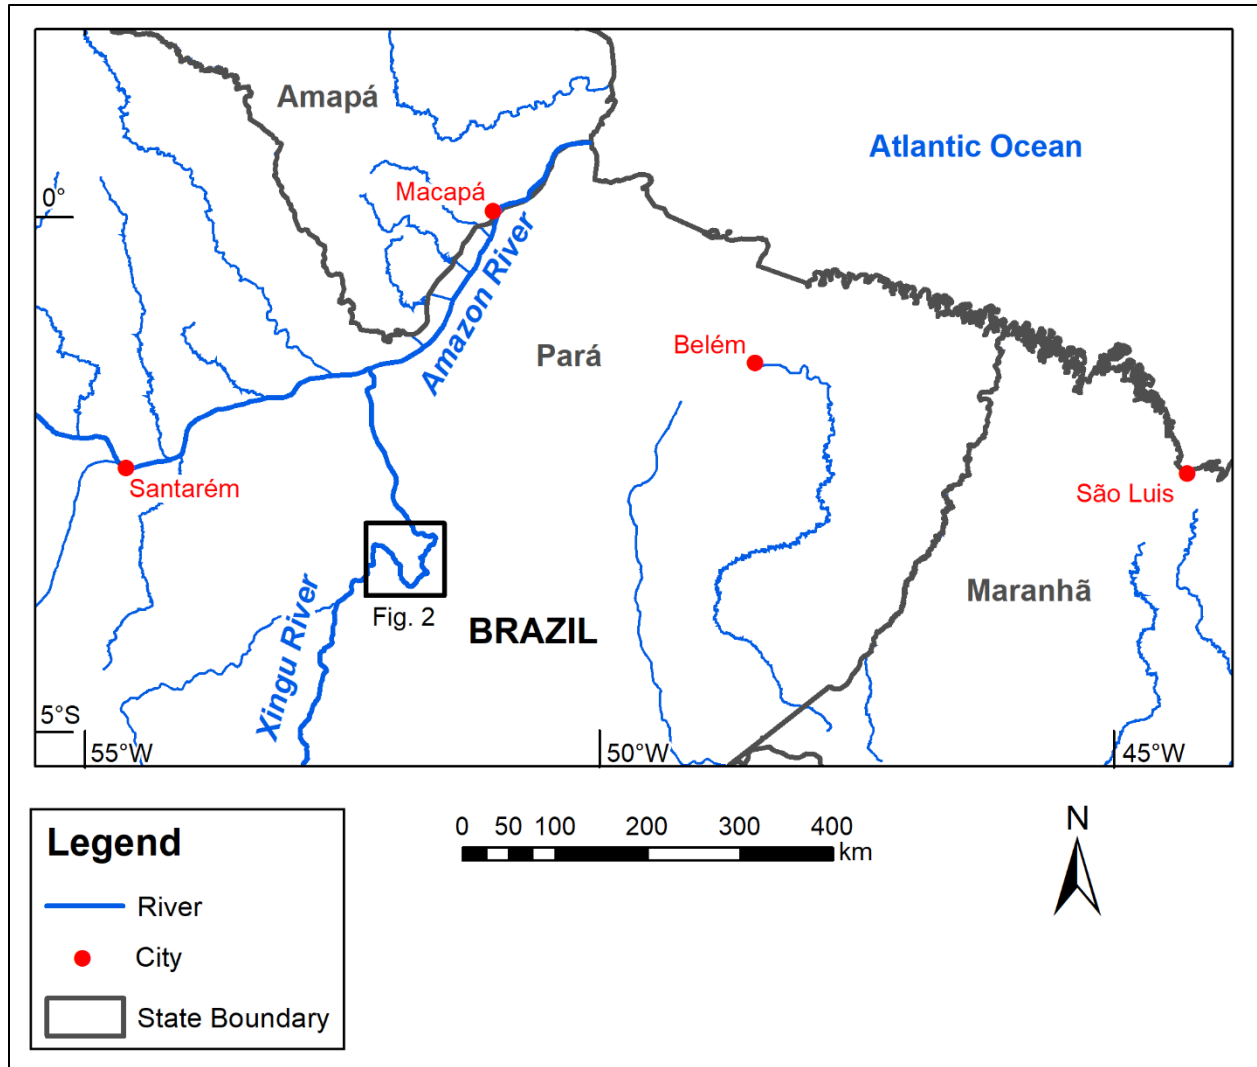 Amapá
Atlantic Ocean
Macapá
0°
Amazon River
Belém
Pará
Santarém
São Luis
Maranhã
Fig. 2
BRAZIL
Xingu River
5°S
55°W
50°W
45°W
Legend
River
City
State Boundary
0 50 100 200 300 400
km
N